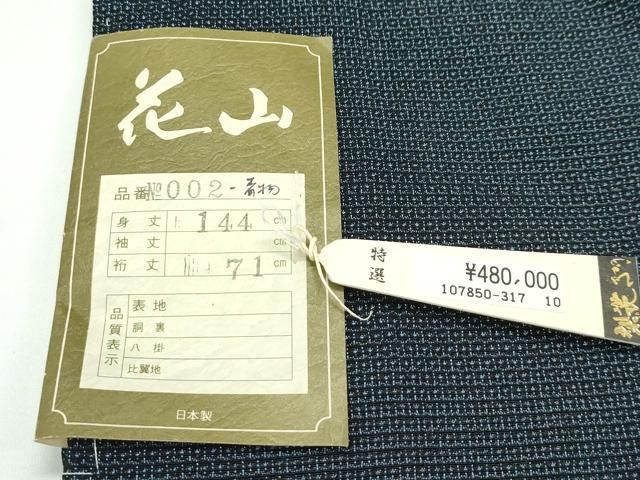 花山
品番 № 002-着物
身丈 144 cm
袖丈 cm
裄丈 71 cm
品質表示
表地
胴裏
八掛
比翼地
日本製
特選
¥480,000
107850-317 10